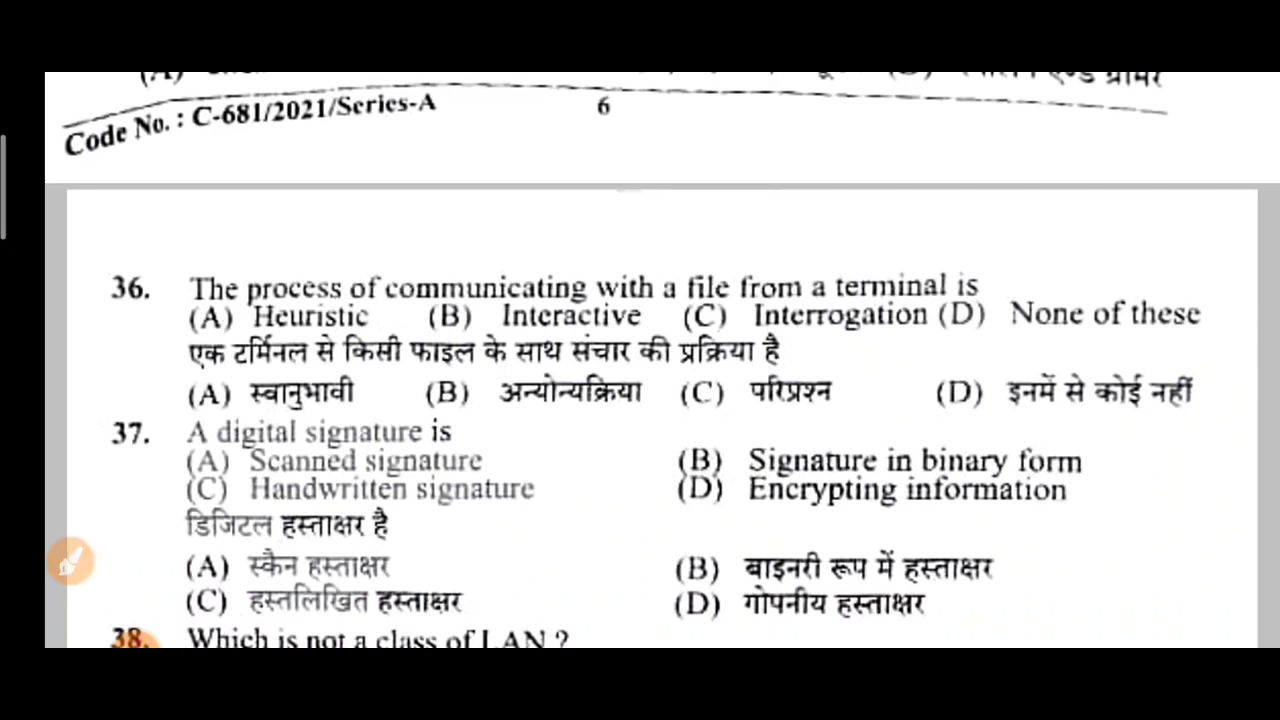 Code No. : C-681/2021/Series-A 6
36. The process of communicating with a file from a terminal is
(A) Heuristic (B) Interactive (C) Interrogation (D) None of these
एक टर्मिनल से किसी फाइल के साथ संचार की प्रक्रिया है
(A) स्वानुभावी (B) अन्योन्यक्रिया (C) परिप्रश्न (D) इनमें से कोई नहीं
37. A digital signature is
(A) Scanned signature (B) Signature in binary form
(C) Handwritten signature (D) Encrypting information
डिजिटल हस्ताक्षर है
(A) स्कैन हस्ताक्षर (B) बाइनरी रूप में हस्ताक्षर
(C) हस्तलिखित हस्ताक्षर (D) गोपनीय हस्ताक्षर
38. Which is not a class of LAN ?